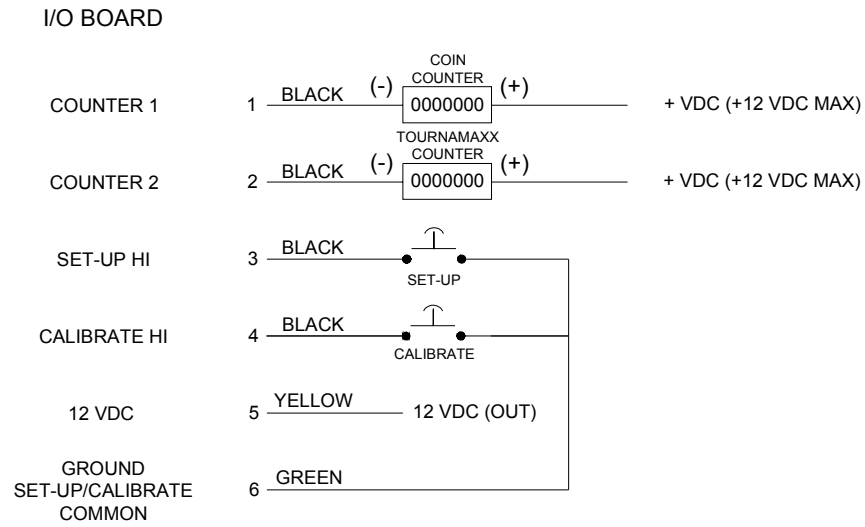 I/O BOARD
COUNTER 1
1
BLACK
(-)
COIN
COUNTER
0000000
(+)
+ VDC (+12 VDC MAX)
COUNTER 2
2
BLACK
(-)
TOURNAMAXX
COUNTER
0000000
(+)
+ VDC (+12 VDC MAX)
SET-UP HI
3
BLACK
SET-UP
CALIBRATE HI
4
BLACK
CALIBRATE
12 VDC
5
YELLOW
12 VDC (OUT)
GROUND
SET-UP/CALIBRATE
COMMON
6
GREEN